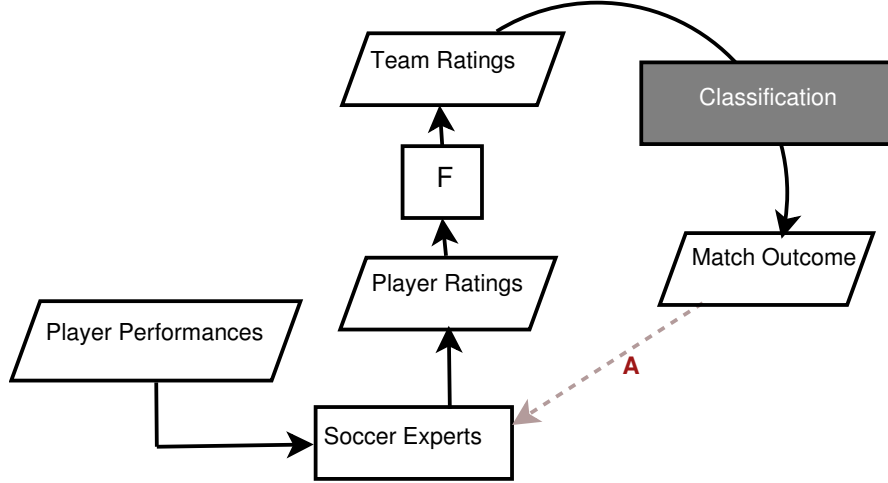 Team Ratings
Classification
F
Match Outcome
Player Ratings
Player Performances
A
Soccer Experts